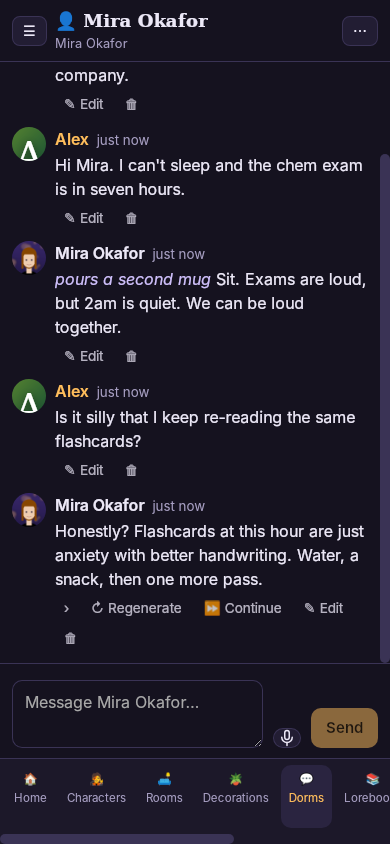 ☰ 👤 Mira Okafor ⋯
Mira Okafor
company.
✎ Edit 🗑
Alex just now
Hi Mira. I can't sleep and the chem exam
is in seven hours.
✎ Edit 🗑
Mira Okafor just now
pours a second mug Sit. Exams are loud,
but 2am is quiet. We can be loud
together.
✎ Edit 🗑
Alex just now
Is it silly that I keep re-reading the same
flashcards?
✎ Edit 🗑
Mira Okafor just now
Honestly? Flashcards at this hour are just
anxiety with better handwriting. Water, a
snack, then one more pass.
› ↻ Regenerate ⏩ Continue ✎ Edit
🗑
Message Mira Okafor...
Send
Home Characters Rooms Decorations Dorms Loreboo